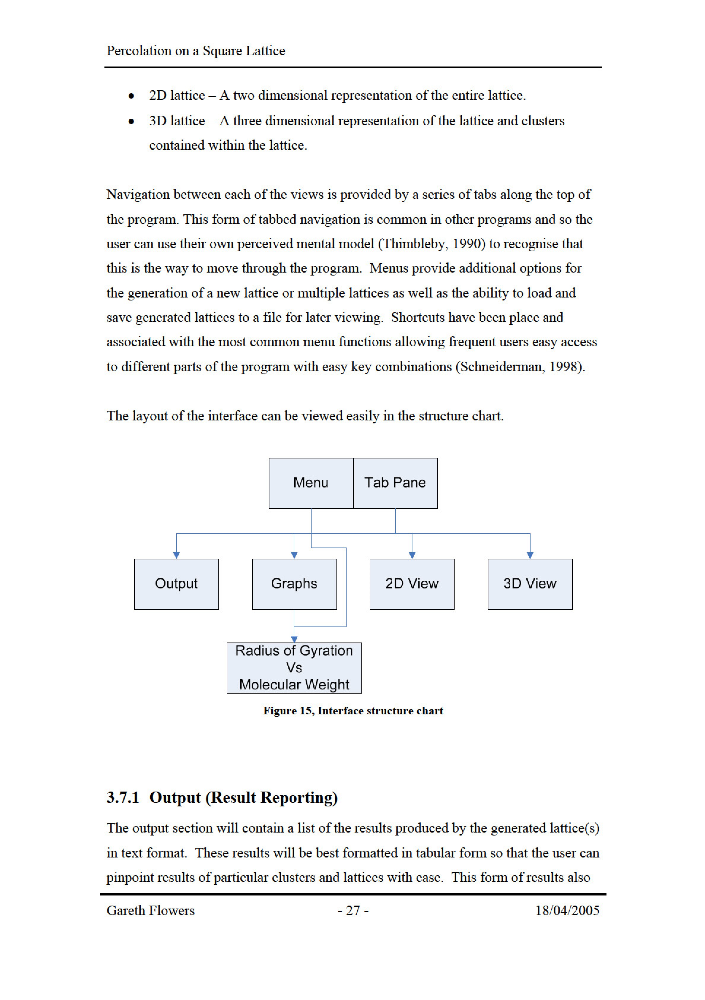 Percolation on a Square Lattice
• 2D lattice – A two dimensional representation of the entire lattice.
• 3D lattice – A three dimensional representation of the lattice and clusters
contained within the lattice.
Navigation between each of the views is provided by a series of tabs along the top of
the program. This form of tabbed navigation is common in other programs and so the
user can use their own perceived mental model (Thimbleby, 1990) to recognise that
this is the way to move through the program.  Menus provide additional options for
the generation of a new lattice or multiple lattices as well as the ability to load and
save generated lattices to a file for later viewing.  Shortcuts have been place and
associated with the most common menu functions allowing frequent users easy access
to different parts of the program with easy key combinations (Schneiderman, 1998).
The layout of the interface can be viewed easily in the structure chart.
Menu Tab Pane
Output Graphs 2D View 3D View
Radius of Gyration
Vs
Molecular Weight
Figure 15, Interface structure chart
3.7.1 Output (Result Reporting)
The output section will contain a list of the results produced by the generated lattice(s)
in text format.  These results will be best formatted in tabular form so that the user can
pinpoint results of particular clusters and lattices with ease.  This form of results also
Gareth Flowers - 27 - 18/04/2005